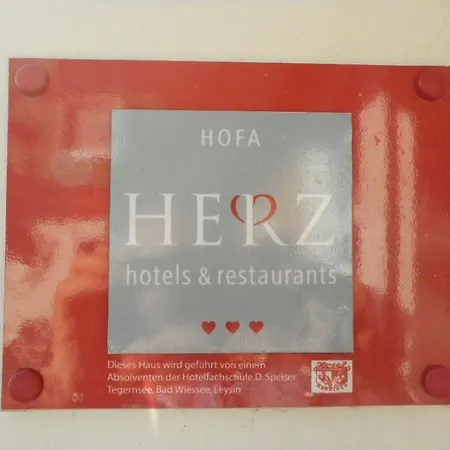 HOFA
HERZ
hotels & restaurants
Dieses Haus wird geführt von einem
Absolventen der Hotelfachschule D. Speiser
Tegernsee, Bad Wiessee, Leysin